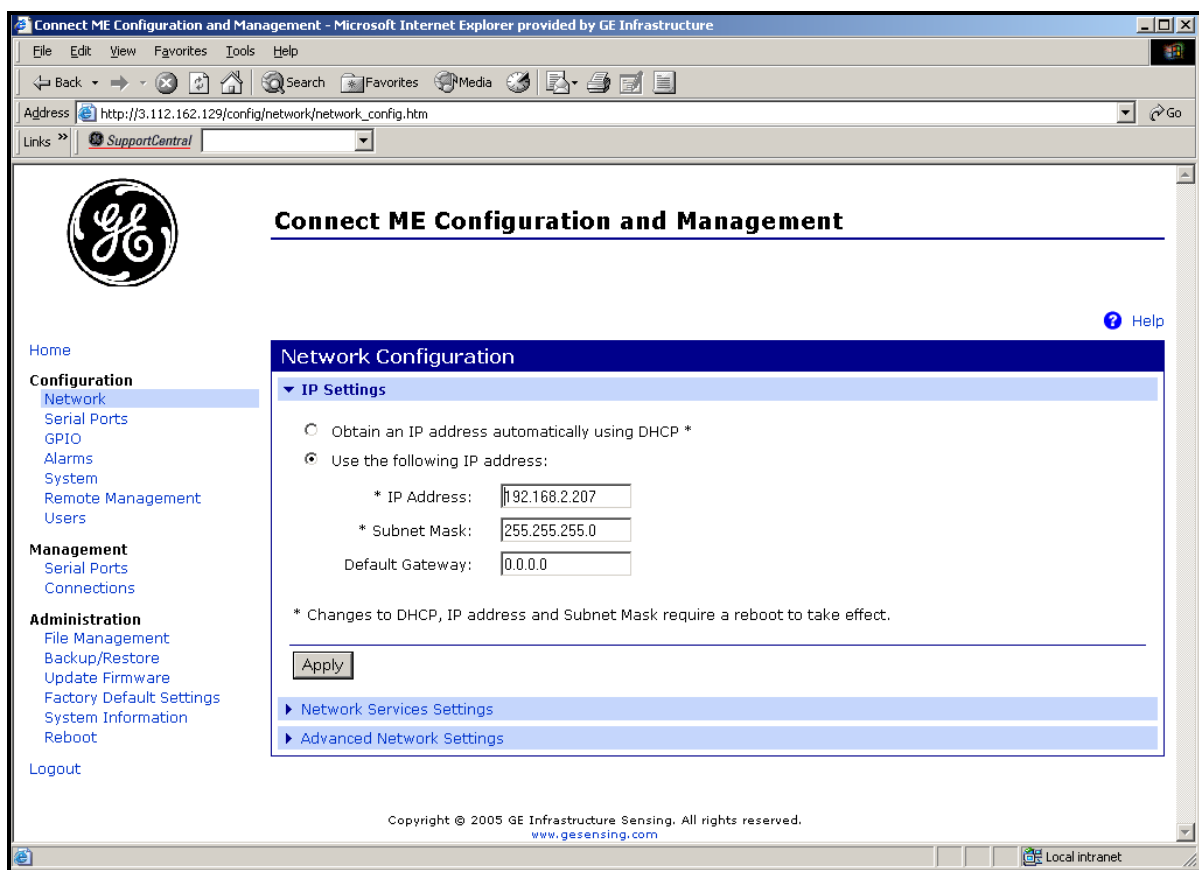 Connect ME Configuration and Management - Microsoft Internet Explorer provided by GE Infrastructure
File Edit View Favorites Tools Help
Back Search Favorites Media
Address http://3.112.162.129/config/network/network_config.htm Go
Links » SupportCentral
GE
Connect ME Configuration and Management
? Help
Home
Configuration
Network
Serial Ports
GPIO
Alarms
System
Remote Management
Users
Management
Serial Ports
Connections
Administration
File Management
Backup/Restore
Update Firmware
Factory Default Settings
System Information
Reboot
Logout
Network Configuration
IP Settings
Obtain an IP address automatically using DHCP *
Use the following IP address:
* IP Address: 192.168.2.207
* Subnet Mask: 255.255.255.0
Default Gateway: 0.0.0.0
* Changes to DHCP, IP address and Subnet Mask require a reboot to take effect.
Apply
Network Services Settings
Advanced Network Settings
Copyright © 2005 GE Infrastructure Sensing. All rights reserved.
www.gesensing.com
Local intranet